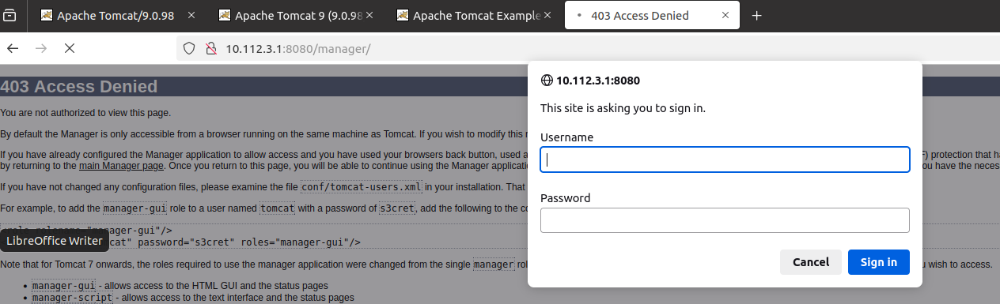 Apache Tomcat/9.0.98
Apache Tomcat 9 (9.0.98
Apache Tomcat Example
403 Access Denied
10.112.3.1:8080/manager/
403 Access Denied
You are not authorized to view this page.
By default the Manager is only accessible from a browser running on the same machine as Tomcat. If you wish to modify this
If you have already configured the Manager application to allow access and you have used your browsers back button, used a
) protection that ha
by returning to the main Manager page. Once you return to this page, you will be able to continue using the Manager applicatio
ou have the neces
If you have not changed any configuration files, please examine the file conf/tomcat-users.xml in your installation. That
For example, to add the manager-gui role to a user named tomcat with a password of s3cret, add the following to the co
"manager-gui"/>
cat" password="s3cret" roles="manager-gui"/>
LibreOffice Writer
Note that for Tomcat 7 onwards, the roles required to use the manager application were changed from the single manager rol
u wish to access.
• manager-gui - allows access to the HTML GUI and the status pages
• manager-script - allows access to the text interface and the status pages
10.112.3.1:8080
This site is asking you to sign in.
Username
Password
Cancel
Sign in